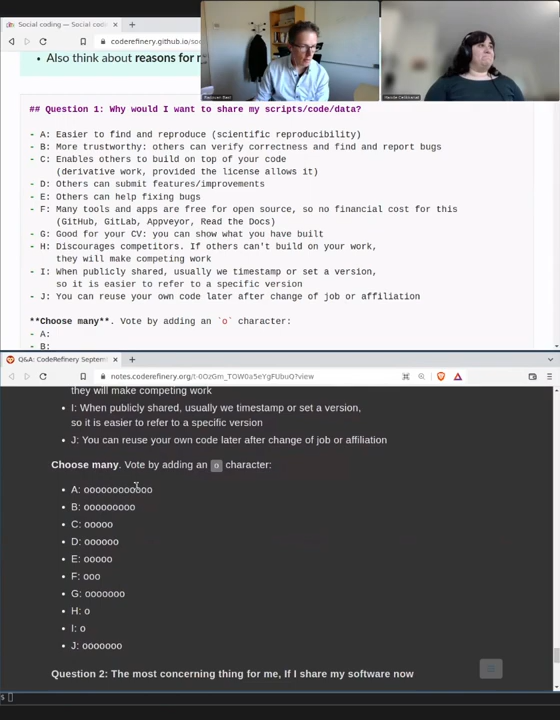 Social coding — Social codi
coderefinery.github.io/so
• Also think about reasons for
## Question 1: Why would I want to share my scripts/code/data?
- A: Easier to find and reproduce (scientific reproducibility)
- B: More trustworthy: others can verify correctness and find and report bugs
- C: Enables others to build on top of your code
(derivative work, provided the license allows it)
- D: Others can submit features/improvements
- E: Others can help fixing bugs
- F: Many tools and apps are free for open source, so no financial cost for this
(GitHub, GitLab, Appveyor, Read the Docs)
- G: Good for your CV: you can show what you have built
- H: Discourages competitors. If others can't build on your work,
they will make competing work
- I: When publicly shared, usually we timestamp or set a version,
so it is easier to refer to a specific version
- J: You can reuse your own code later after change of job or affiliation
**Choose many**. Vote by adding an `o` character:
- A:
- B:
Q&A: CodeRefinery Septem
notes.coderefinery.org/t-0OzGm_TOW0a5eYgFUbuQ?view
they will make competing work
• I: When publicly shared, usually we timestamp or set a version,
so it is easier to refer to a specific version
• J: You can reuse your own code later after change of job or affiliation
Choose many. Vote by adding an o character:
• A: oooooooooooo
• B: ooooooooo
• C: ooooo
• D: oooooo
• E: ooooo
• F: ooo
• G: ooooooo
• H: o
• I: o
• J: ooooooo
Question 2: The most concerning thing for me, If I share my software now
$